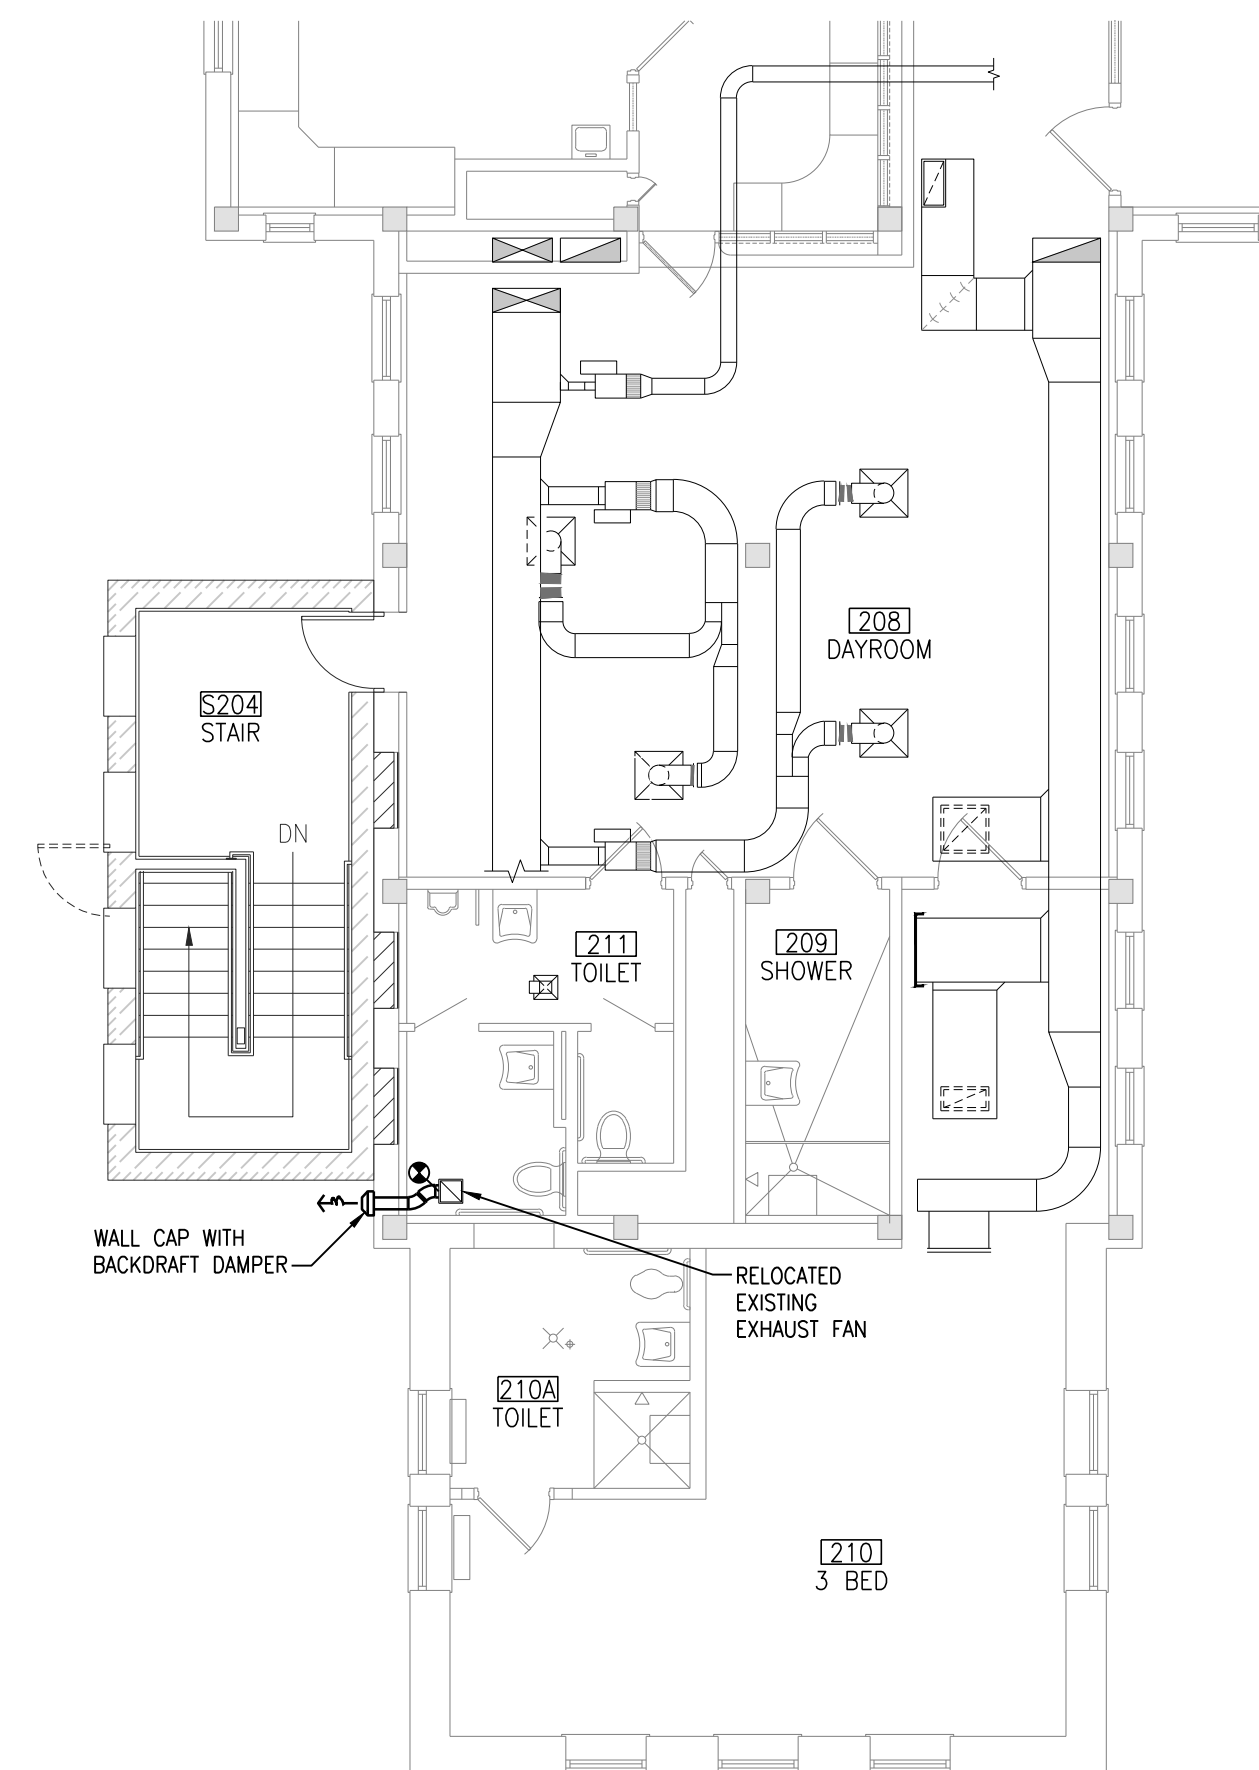 208
DAYROOM
S204
STAIR
DN
211
TOILET
209
SHOWER
WALL CAP WITH
BACKDRAFT DAMPER
RELOCATED
EXISTING
EXHAUST FAN
210A
TOILET
210
3 BED